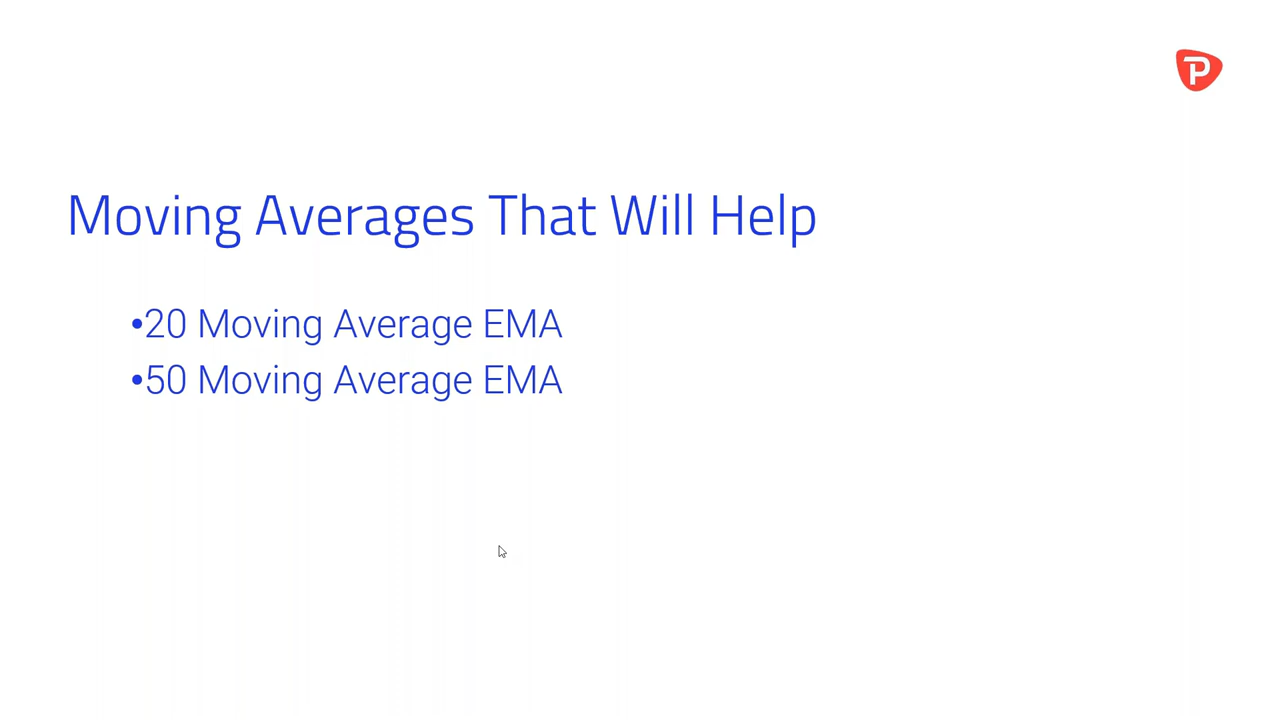 Moving Averages That Will Help
•20 Moving Average EMA
•50 Moving Average EMA